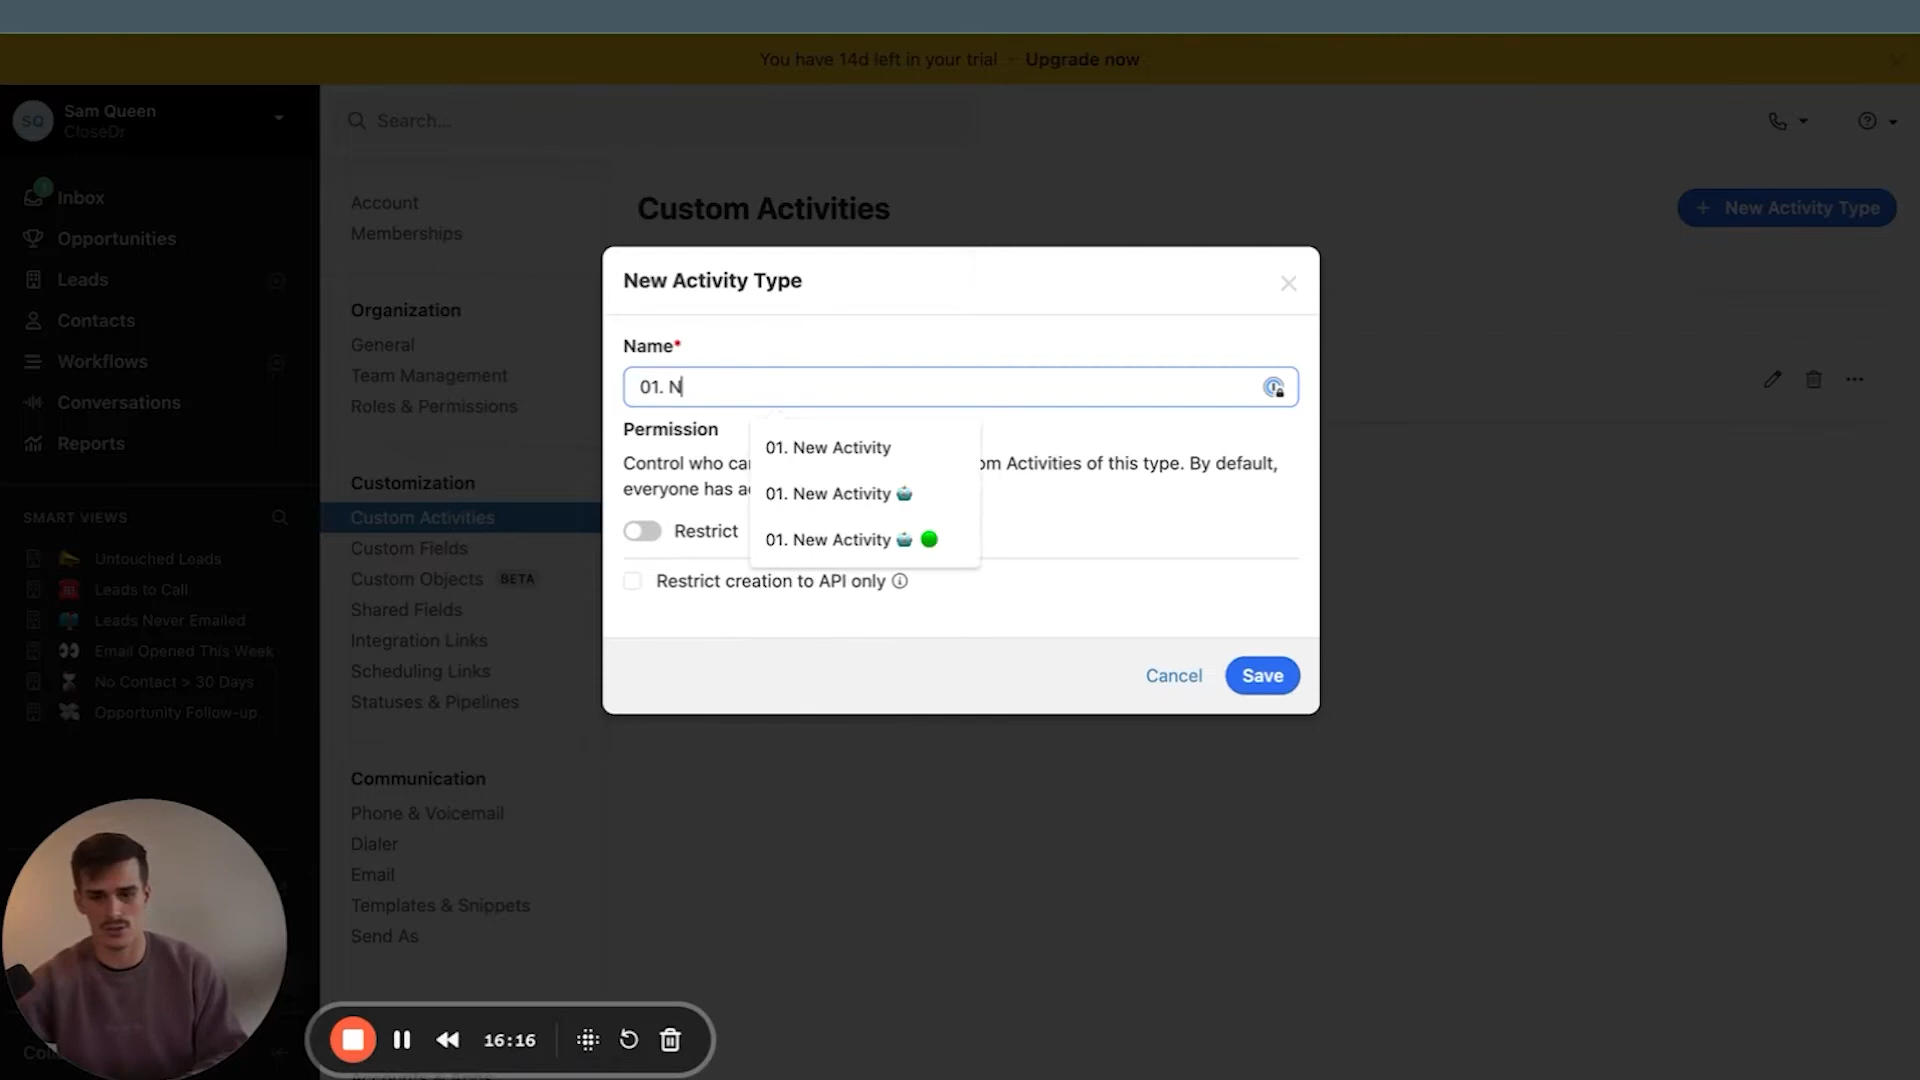 You have 14d left in your trial - Upgrade now
SQ
Sam Queen
CloseDr
Search...
Inbox
Opportunities
Leads
Contacts
Workflows
Conversations
Reports
SMART VIEWS
Untouched Leads
Leads to Call
Leads Never Emailed
Email Opened This Week
No Contact > 30 Days
Opportunity Follow-up
Account
Memberships
Organization
General
Team Management
Roles & Permissions
Customization
Custom Activities
Custom Fields
Custom Objects BETA
Shared Fields
Integration Links
Scheduling Links
Statuses & Pipelines
Communication
Phone & Voicemail
Dialer
Email
Templates & Snippets
Send As
Custom Activities
+ New Activity Type
New Activity Type
Name*
01. N
Permission
01. New Activity
Control who ca
om Activities of this type. By default,
everyone has a
01. New Activity 🤖
Restrict
01. New Activity 🤖 🟢
Restrict creation to API only
Cancel
Save
16:16